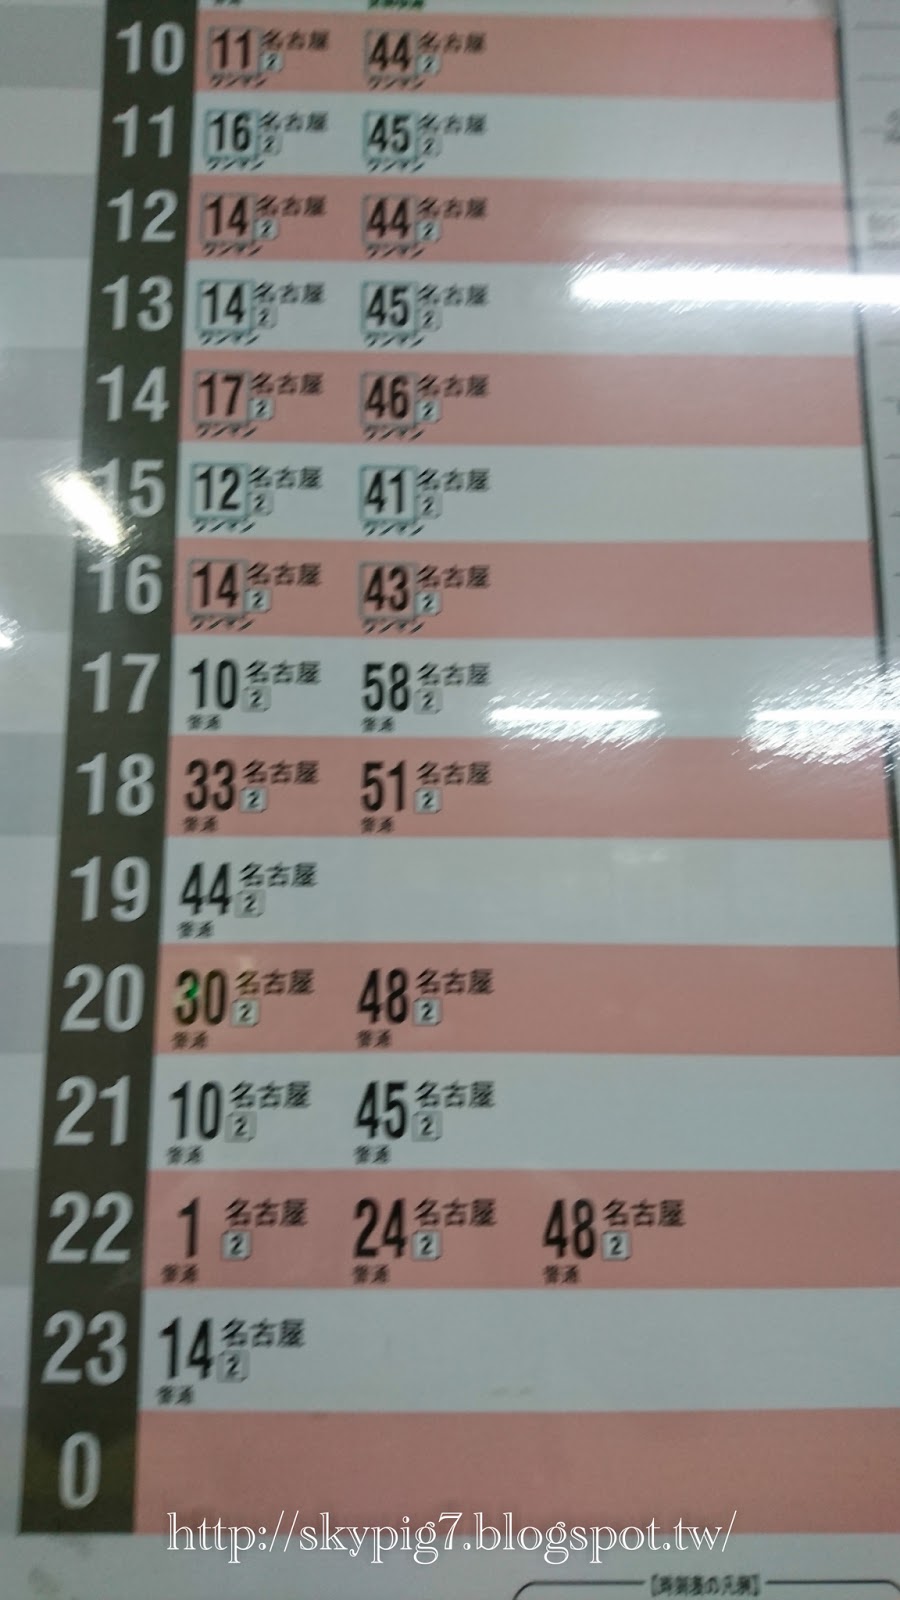 10 11 名古屋 2 44 名古屋 2
ワンマン ワンマン
11 16 名古屋 2 45 名古屋 2
ワンマン ワンマン
12 14 名古屋 2 44 名古屋 2
ワンマン ワンマン
13 14 名古屋 2 45 名古屋 2
ワンマン ワンマン
14 17 名古屋 2 46 名古屋 2
ワンマン ワンマン
15 12 名古屋 2 41 名古屋 2
ワンマン ワンマン
16 14 名古屋 2 43 名古屋 2
ワンマン ワンマン
17 10 名古屋 2 58 名古屋 2
普通 普通
18 33 名古屋 2 51 名古屋 2
普通 普通
19 44 名古屋 2
普通
20 30 名古屋 2 48 名古屋 2
普通 普通
21 10 名古屋 2 45 名古屋 2
普通 普通
22 1 名古屋 2 24 名古屋 2 48 名古屋 2
普通 普通 普通
23 14 名古屋 2
普通
0
http://skypig7.blogspot.tw/
【時刻表の凡例】